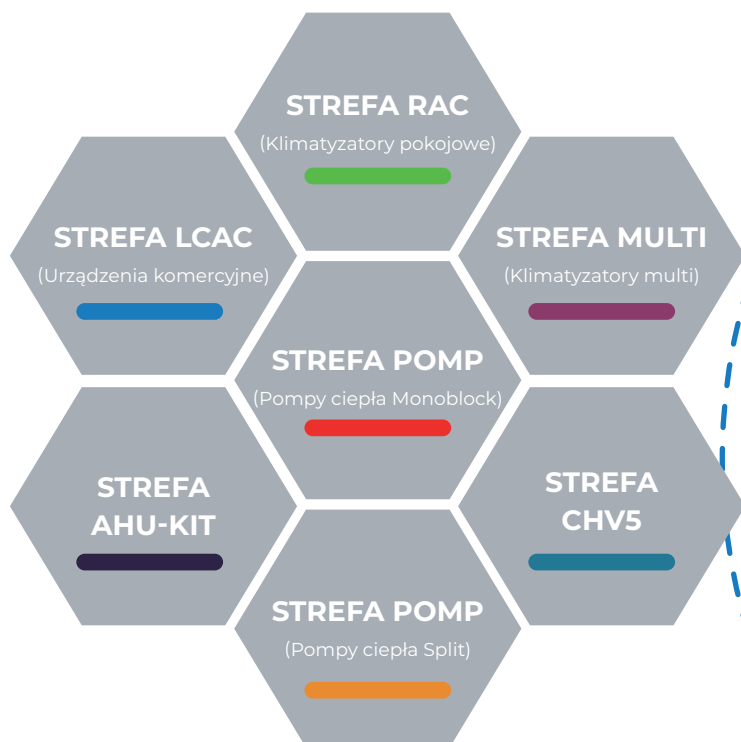 STREFA RAC
(Klimatyzatory pokojowe)
STREFA LCAC
(Urządzenia komercyjne)
STREFA MULTI
(Klimatyzatory multi)
STREFA POMP
(Pompy ciepła Monoblock)
STREFA
AHU-KIT
STREFA
CHV5
STREFA POMP
(Pompy ciepła Split)